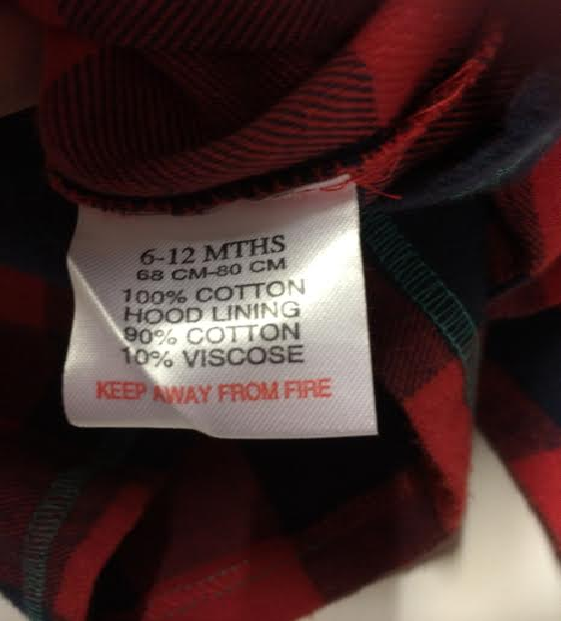 6-12 MTHS
68 CM-80 CM
100% COTTON
HOOD LINING
90% COTTON
10% VISCOSE
KEEP AWAY FROM FIRE